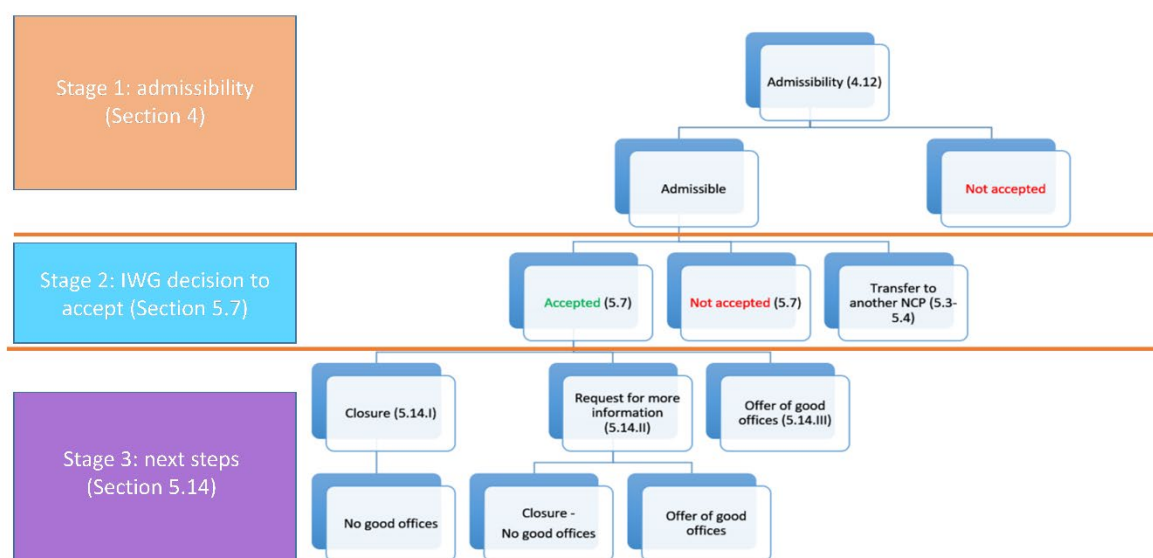 Stage 1: admissibility
(Section 4)
Admissibility (4.12)
Admissible
Not accepted
Stage 2: IWG decision to
accept (Section 5.7)
Accepted (5.7)
Not accepted (5.7)
Transfer to
another NCP (5.3-
5.4)
Stage 3: next steps
(Section 5.14)
Closure (5.14.I)
Request for more
information
(5.14.II)
Offer of good
offices (5.14.III)
No good offices
Closure -
No good offices
Offer of good
offices